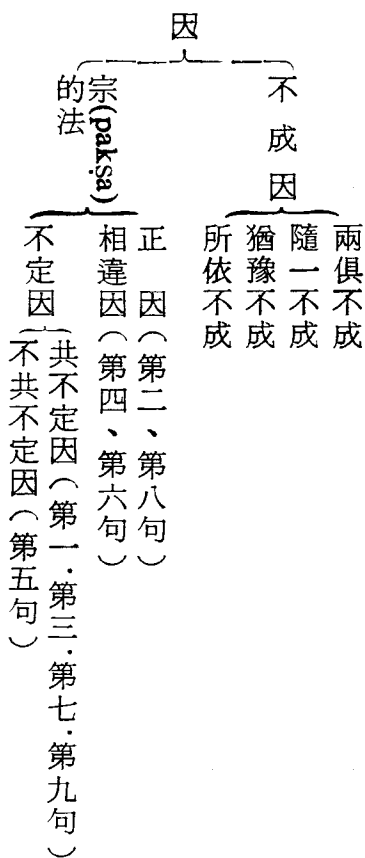 因
不成因
兩俱不成
隨一不成
猶豫不成
所依不成
宗(pakṣa)
的法
正因(第二、第八句)
相違因(第四、第六句)
不定因
共不定因(第一.第三.第七.第九句)
不共不定因(第五句)